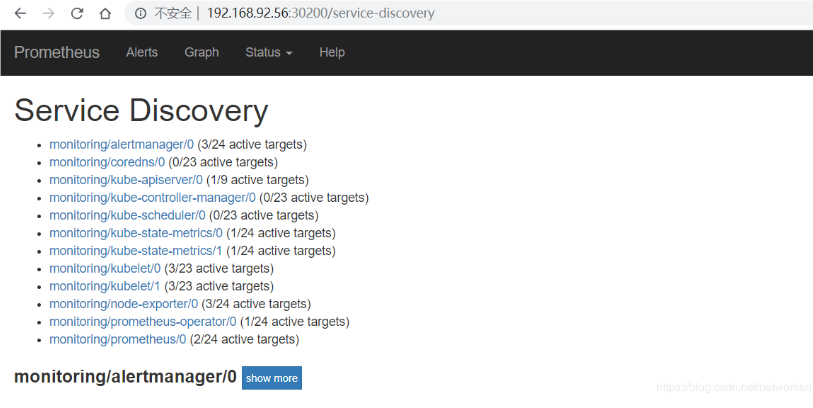 不安全 | 192.168.92.56:30200/service-discovery
Prometheus Alerts Graph Status Help
Service Discovery
monitoring/alertmanager/0 (3/24 active targets)
monitoring/coredns/0 (0/23 active targets)
monitoring/kube-apiserver/0 (1/9 active targets)
monitoring/kube-controller-manager/0 (0/23 active targets)
monitoring/kube-scheduler/0 (0/23 active targets)
monitoring/kube-state-metrics/0 (1/24 active targets)
monitoring/kube-state-metrics/1 (1/24 active targets)
monitoring/kubelet/0 (3/23 active targets)
monitoring/kubelet/1 (3/23 active targets)
monitoring/node-exporter/0 (3/24 active targets)
monitoring/prometheus-operator/0 (1/24 active targets)
monitoring/prometheus/0 (2/24 active targets)
monitoring/alertmanager/0 show more
https://blog.csdn.net/networken